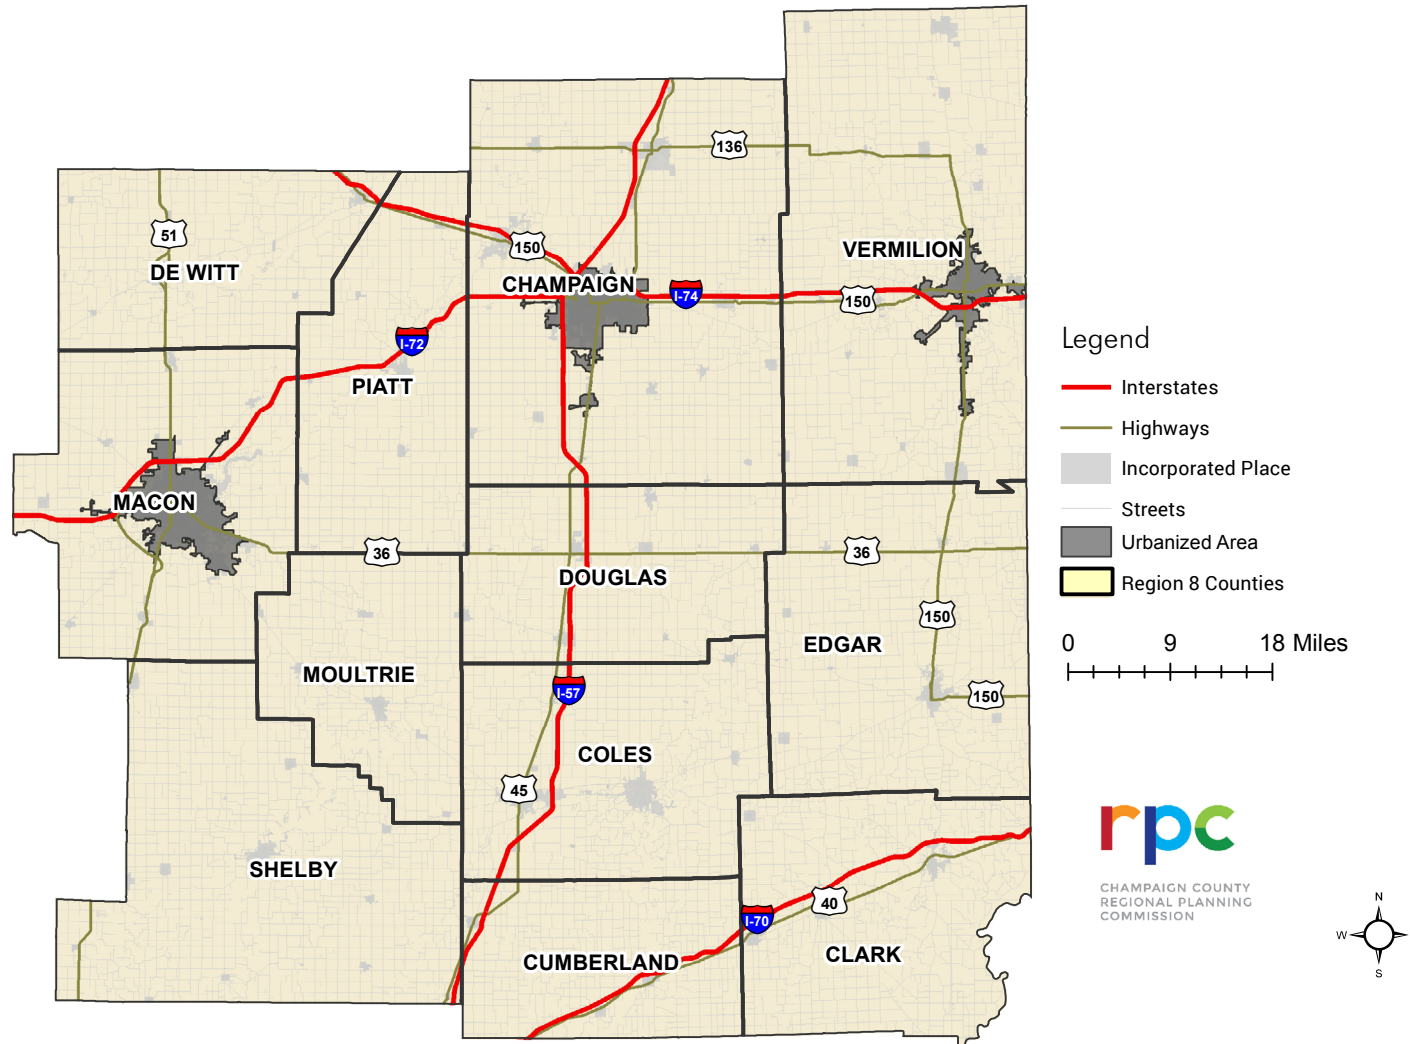 136
51
DE WITT
150
VERMILION
CHAMPAIGN
I-74
150
I-72
PIATT
MACON
36
36
DOUGLAS
150
EDGAR
MOULTRIE
I-57
150
COLES
45
SHELBY
40
I-70
CUMBERLAND
CLARK
Legend
Interstates
Highways
Incorporated Place
Streets
Urbanized Area
Region 8 Counties
0 9 18 Miles
rpc
CHAMPAIGN COUNTY
REGIONAL PLANNING
COMMISSION
N
W
S